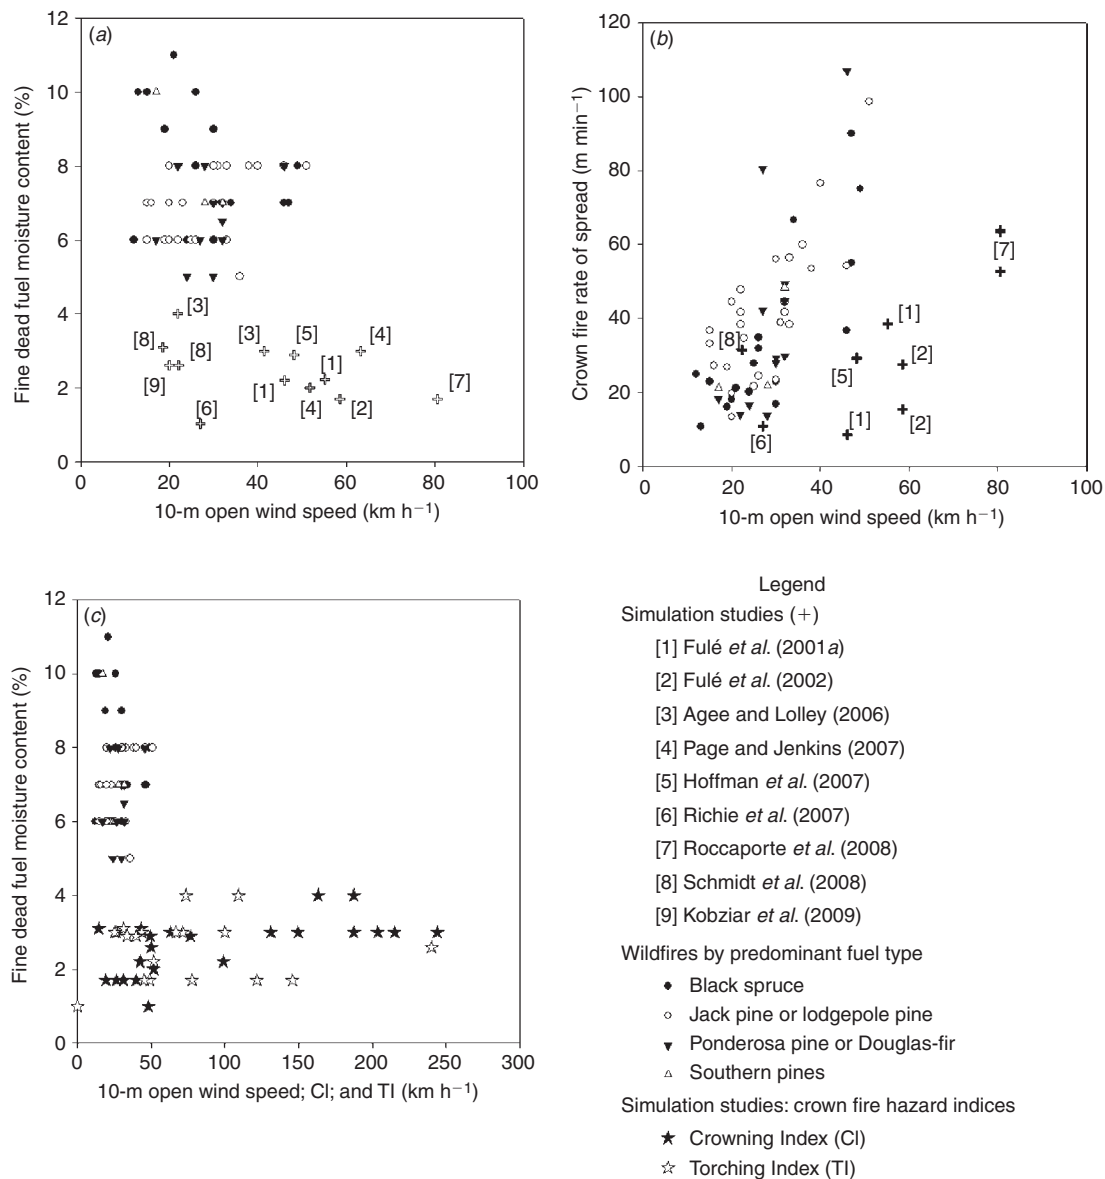 (a)
12
10
8
6
4
2
0
Fine dead fuel moisture content (%)
[3]
[8]
[8]
[9]
[6]
[3]
[5]
[4]
[1]
[1]
[4]
[2]
[7]
0 20 40 60 80 100
10-m open wind speed (km h−1)
(b)
120
100
80
60
40
20
0
Crown fire rate of spread (m min−1)
[7]
[1]
[8]
[2]
[5]
[1]
[2]
[6]
0 20 40 60 80 100
10-m open wind speed (km h−1)
(c)
12
10
8
6
4
2
0
Fine dead fuel moisture content (%)
0 50 100 150 200 250 300
10-m open wind speed; Cl; and TI (km h−1)
Legend
Simulation studies (+)
[1] Fulé et al. (2001a)
[2] Fulé et al. (2002)
[3] Agee and Lolley (2006)
[4] Page and Jenkins (2007)
[5] Hoffman et al. (2007)
[6] Richie et al. (2007)
[7] Roccaporte et al. (2008)
[8] Schmidt et al. (2008)
[9] Kobziar et al. (2009)
Wildfires by predominant fuel type
Black spruce
Jack pine or lodgepole pine
Ponderosa pine or Douglas-fir
Southern pines
Simulation studies: crown fire hazard indices
Crowning Index (Cl)
Torching Index (TI)